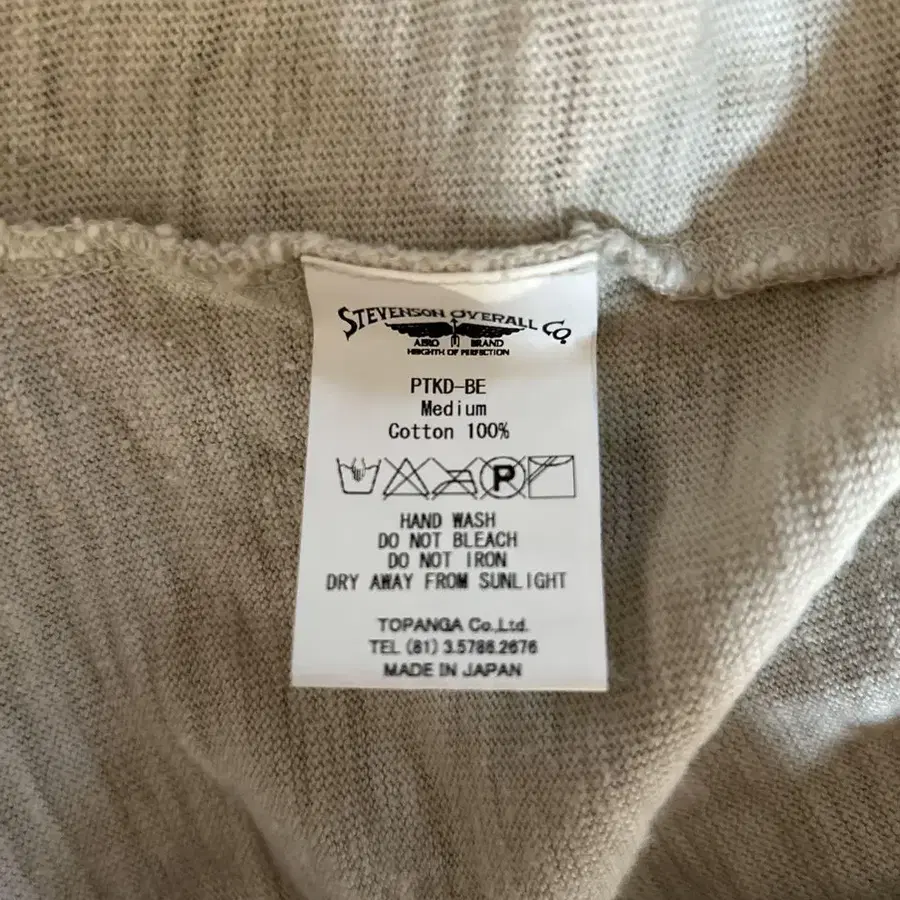 STEVENSON OVERALL CO.
AERO BRAND
HEIGHTH OF PERFECTION
PTKD-BE
Medium
Cotton 100%
P
HAND WASH
DO NOT BLEACH
DO NOT IRON
DRY AWAY FROM SUNLIGHT
TOPANGA Co.,Ltd.
TEL (81) 3.5786.2676
MADE IN JAPAN